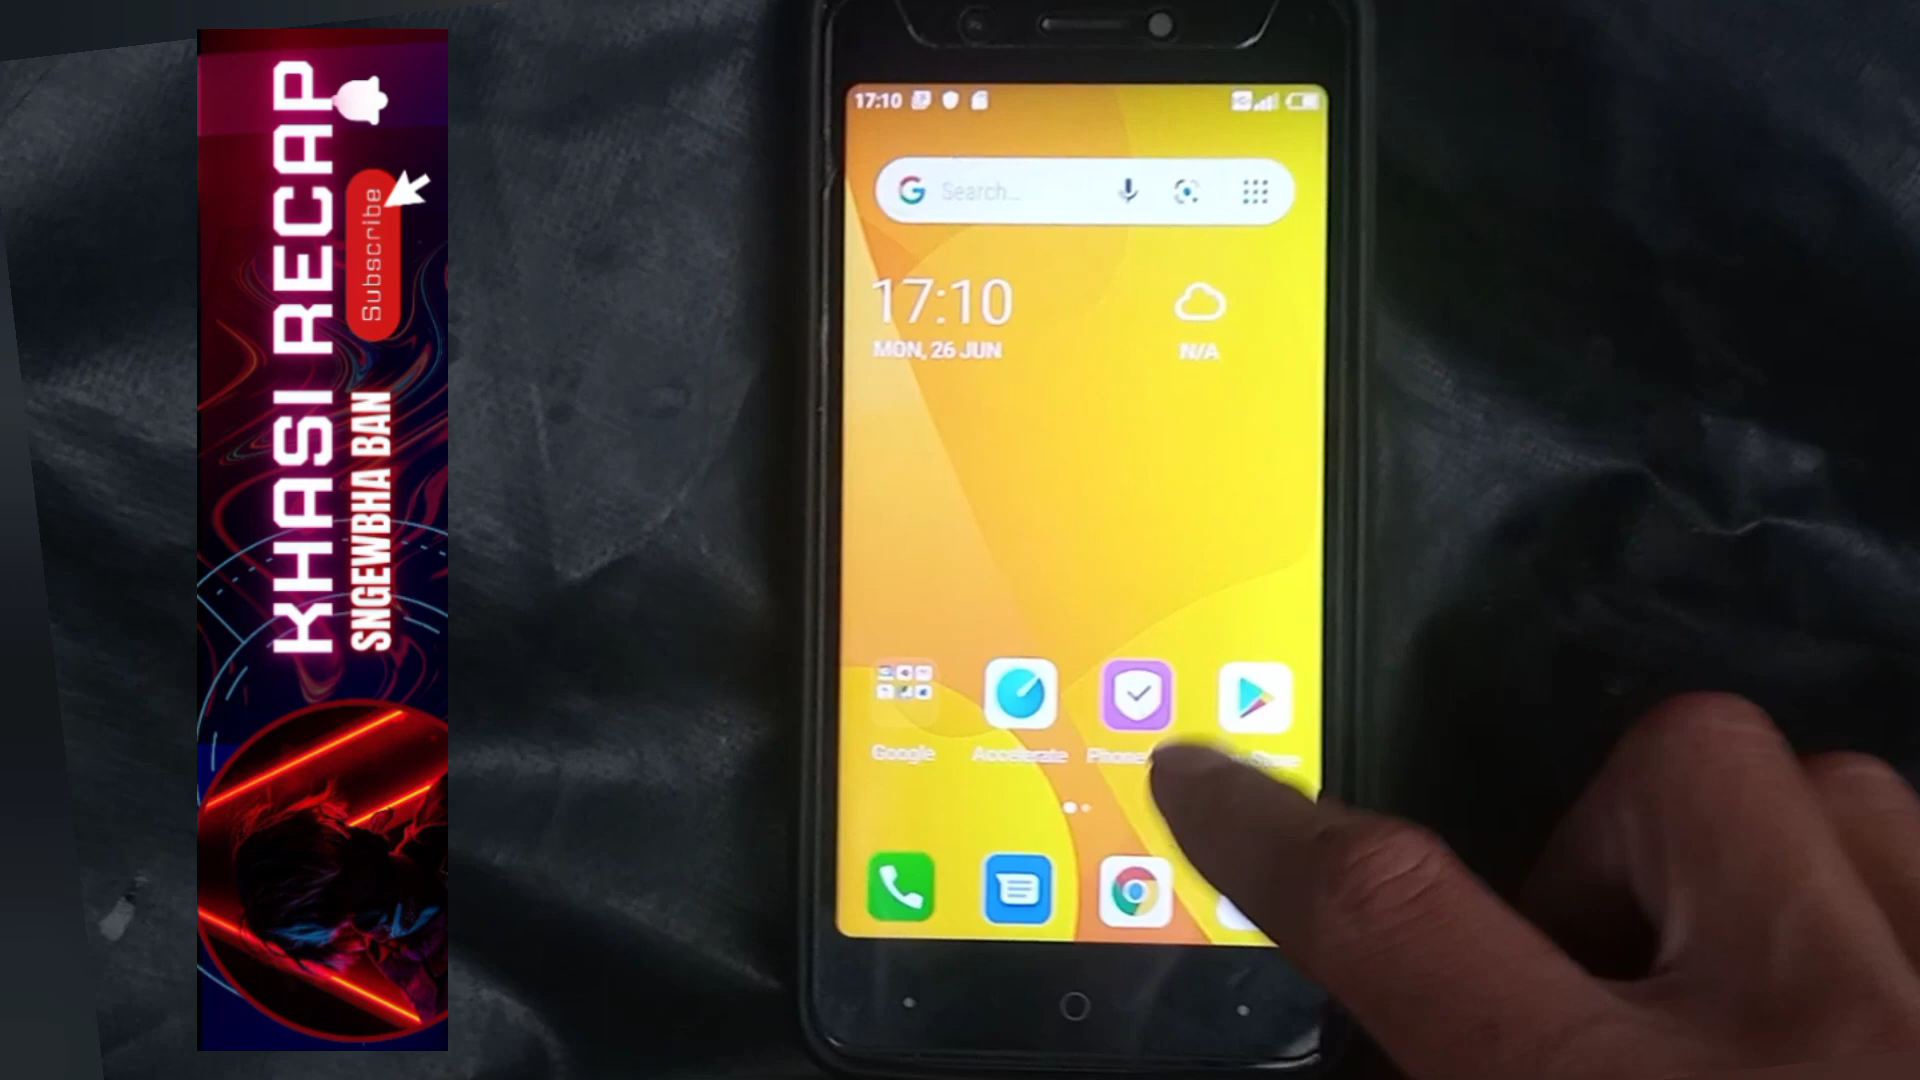 KHASI RECAP
Subscribe
SNGEWBHA BAN
17:10
Search...
17:10
MON, 26 JUN
N/A
Google
Accelerate